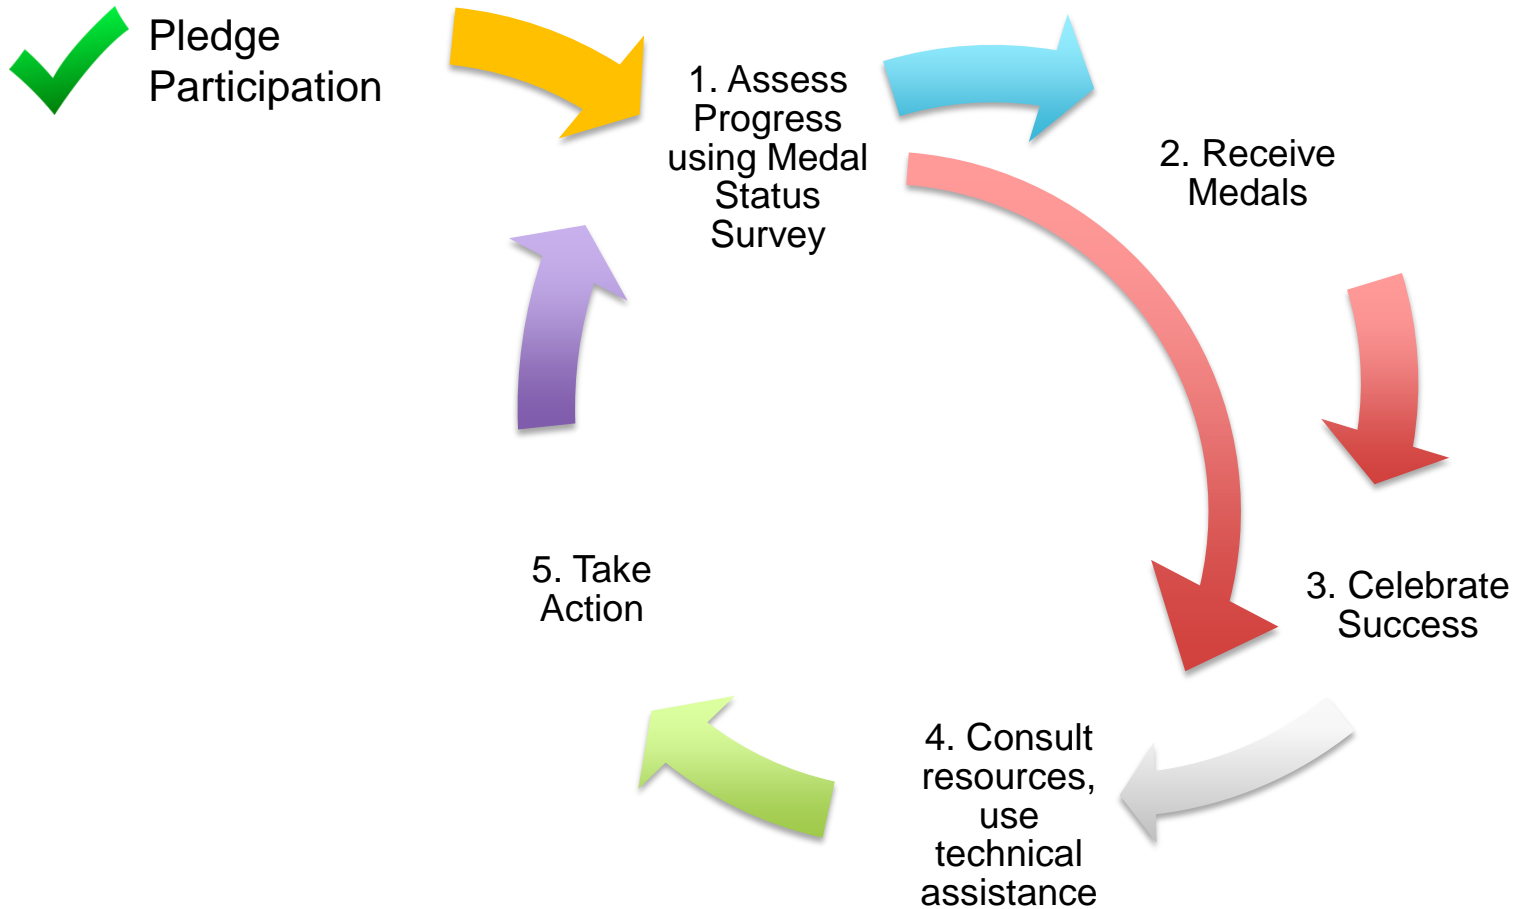 Pledge
Participation
1. Assess
Progress
using Medal
Status
Survey
2. Receive
Medals
3. Celebrate
Success
4. Consult
resources,
use
technical
assistance
5. Take
Action